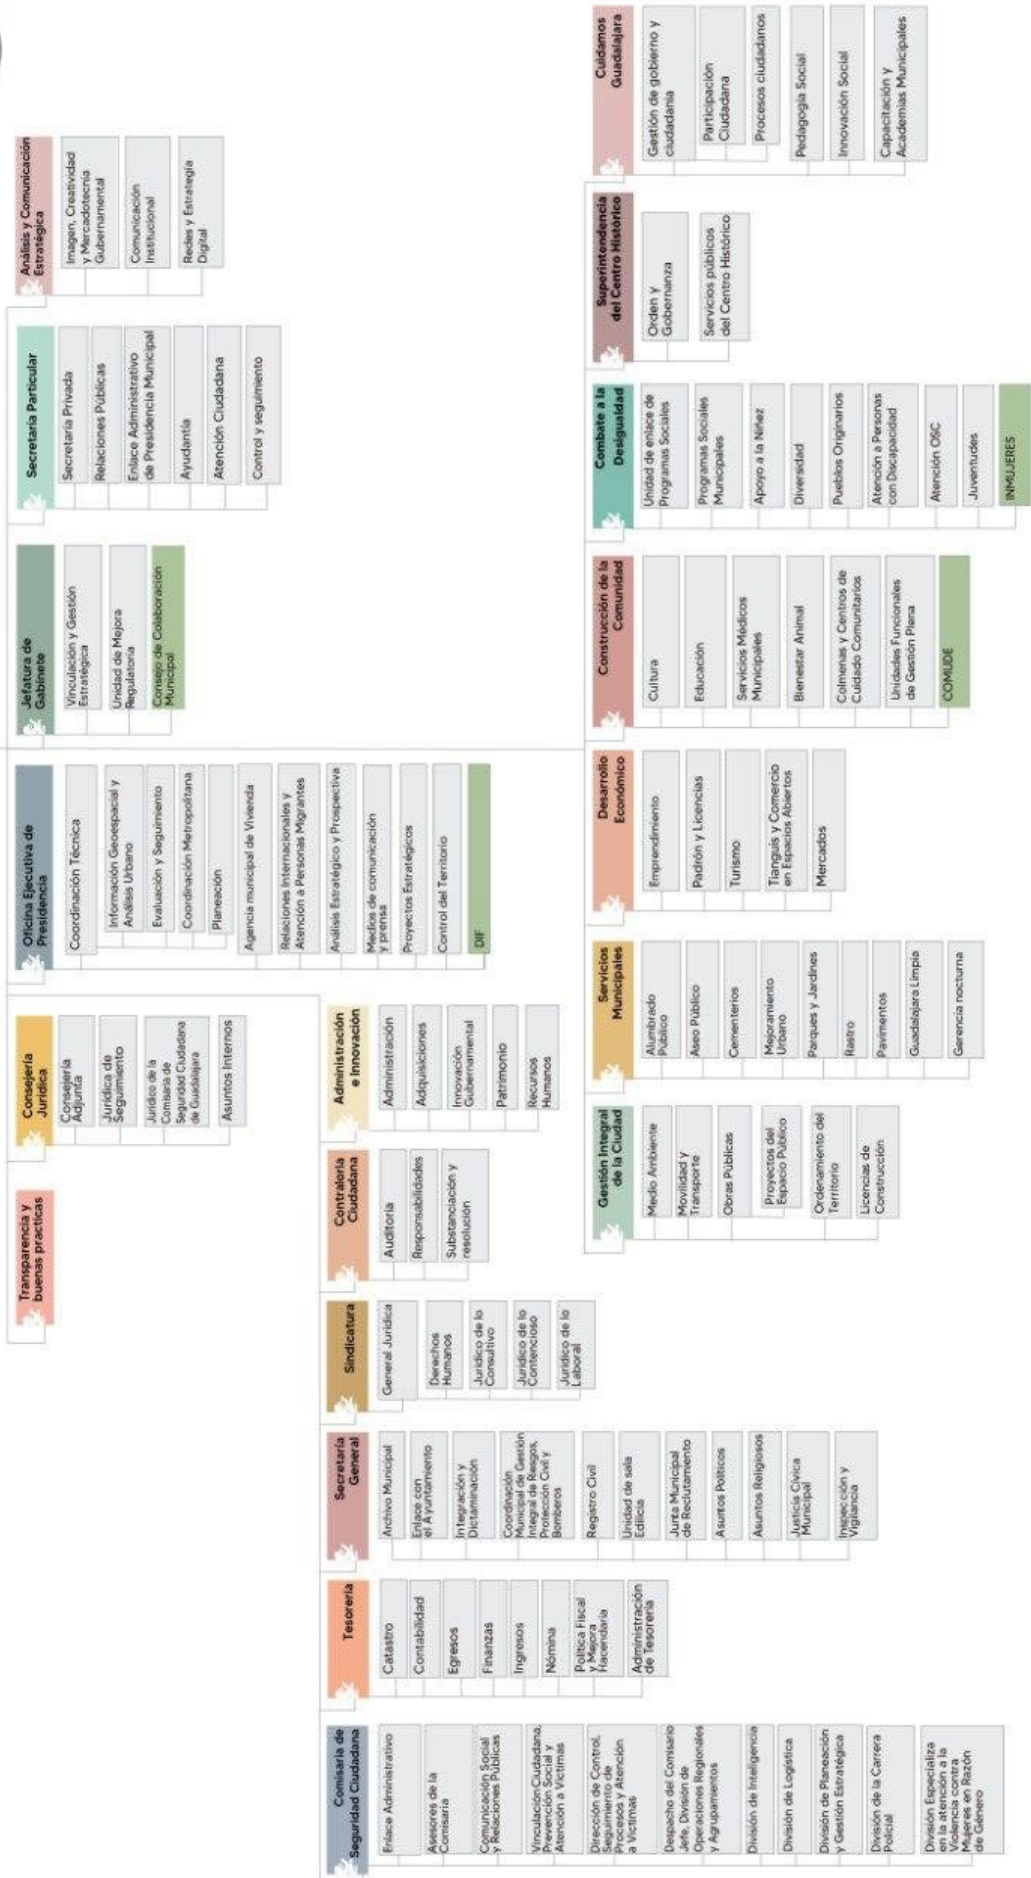 Transparencia y
buenas practicas
Consejería
Jurídica
Consejería
Adjunta
Jurídica de
Seguimiento
Jurídico de la
Comisaría de
Seguridad Ciudadana
de Guadalajara
Asuntos Internos
Oficina Ejecutiva de
Presidencia
Coordinación Técnica
Información Geoespacial y
Análisis Urbano
Evaluación y Seguimiento
Coordinación Metropolitana
Planeación
Agencia municipal de Vivienda
Relaciones Internacionales y
Atención a Personas Migrantes
Análisis Estratégico y Prospectiva
Medios de comunicación
y prensa
Proyectos Estratégicos
Control del Territorio
DIF
Jefatura de
Gabinete
Vinculación y Gestión
Estratégica
Unidad de Mejora
Regulatoria
Consejo de Colaboración
Municipal
Secretaría Particular
Secretaría Privada
Relaciones Públicas
Enlace Administrativo
de Presidencia Municipal
Ayudantía
Atención Ciudadana
Control y seguimiento
Análisis y Comunicación
Estratégica
Imagen, Creatividad
y Mercadotecnia
Gubernamental
Comunicación
Institucional
Redes y Estrategia
Digital
Comisaría de
Seguridad Ciudadana
Enlace Administrativo
Asesores de la
Comisaría
Comunicación Social
y Relaciones Públicas
Vinculación Ciudadana,
Prevención Social y
Atención a Víctimas
Dirección de Control,
Seguimiento de
Procesos y Atención
a Víctimas
Despacho del Comisario
Jefe, División de
Operaciones Regionales
y Agrupamientos
División de Inteligencia
División de Logística
División de Planeación
y Gestión Estratégica
División de la Carrera
Policial
División Especializa
en la atención a la
Violencia contra
Mujeres en Razón
de Género
Tesorería
Catastro
Contabilidad
Egresos
Finanzas
Ingresos
Nómina
Política Fiscal
y Mejora
Hacendaria
Administración
de Tesorería
Secretaría
General
Archivo Municipal
Enlace con
el Ayuntamiento
Integración y
Dictaminación
Coordinación
Municipal de Gestión
Integral de Riesgos,
Protección Civil y
Bomberos
Registro Civil
Unidad de sala
Edilicia
Junta Municipal
de Reclutamiento
Asuntos Políticos
Asuntos Religiosos
Justicia Cívica
Municipal
Inspección y
Vigilancia
Sindicatura
General Jurídica
Derechos
Humanos
Jurídico de lo
Consultivo
Jurídico de lo
Contencioso
Jurídico de lo
Laboral
Contraloría
Ciudadana
Auditoría
Responsabilidades
Substanciación y
resolución
Administración
e Innovación
Administración
Adquisiciones
Innovación
Gubernamental
Patrimonio
Recursos
Humanos
Gestión Integral
de la Ciudad
Medio Ambiente
Movilidad y
Transporte
Obras Públicas
Proyectos del
Espacio Público
Ordenamiento del
Territorio
Licencias de
Construcción
Servicios
Municipales
Alumbrado
Público
Aseo Público
Cementerios
Mejoramiento
Urbano
Parques y Jardines
Rastro
Pavimentos
Guadalajara Limpia
Gerencia nocturna
Desarrollo
Económico
Emprendimiento
Padrón y Licencias
Turismo
Tianguis y Comercio
en Espacios Abiertos
Mercados
Construcción de la
Comunidad
Cultura
Educación
Servicios Médicos
Municipales
Bienestar Animal
Colmenas y Centros de
Cuidado Comunitarios
Unidades Funcionales
de Gestión Plena
COMUDE
Combate a la
Desigualdad
Unidad de enlace de
Programas Sociales
Programas Sociales
Municipales
Apoyo a la Niñez
Diversidad
Pueblos Originarios
Atención a Personas
con Discapacidad
Atención OSC
Juventudes
INMUJERES
Superintendencia
del Centro Histórico
Orden y
Gobernanza
Servicios públicos
del Centro Histórico
Cuidamos
Guadalajara
Gestión de gobierno y
ciudadanía
Participación
Ciudadana
Procesos ciudadanos
Pedagogía Social
Innovación Social
Capacitación y
Academias Municipales